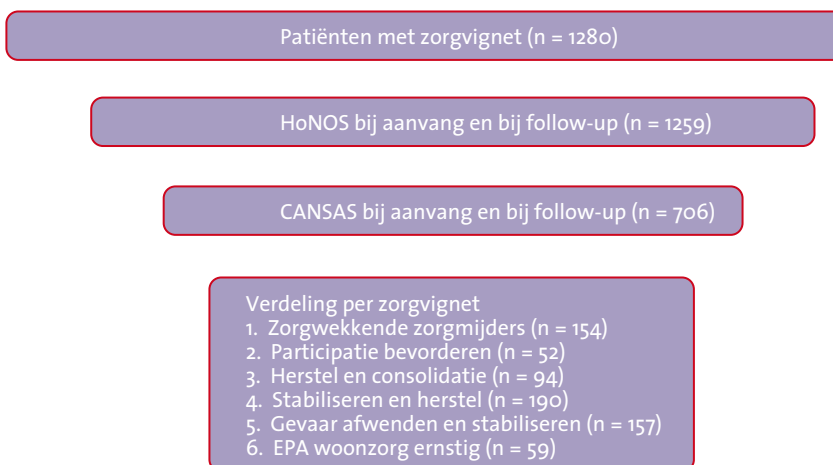 Patiënten met zorgvignet (n = 1280)
HoNOS bij aanvang en bij follow-up (n = 1259)
CANSAS bij aanvang en bij follow-up (n = 706)
Verdeling per zorgvignet
1. Zorgwekkende zorgmijders (n = 154)
2. Participatie bevorderen (n = 52)
3. Herstel en consolidatie (n = 94)
4. Stabiliseren en herstel (n = 190)
5. Gevaar afwenden en stabiliseren (n = 157)
6. EPA woonzorg ernstig (n = 59)